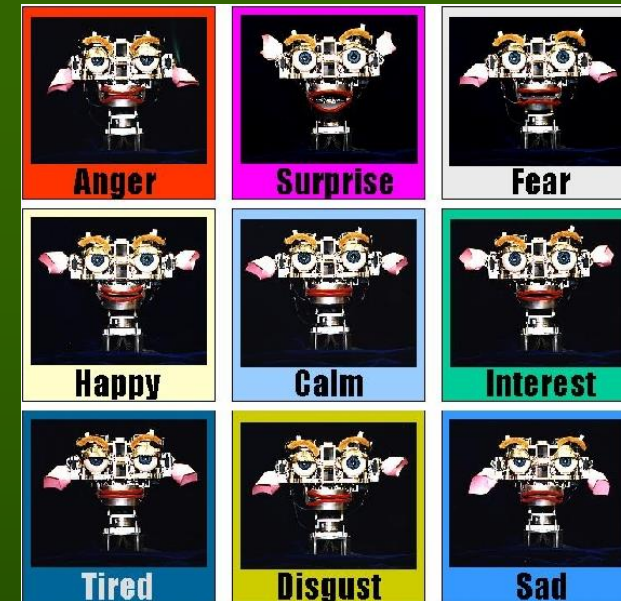 Anger
Surprise
Fear
Happy
Calm
Interest
Tired
Disgust
Sad